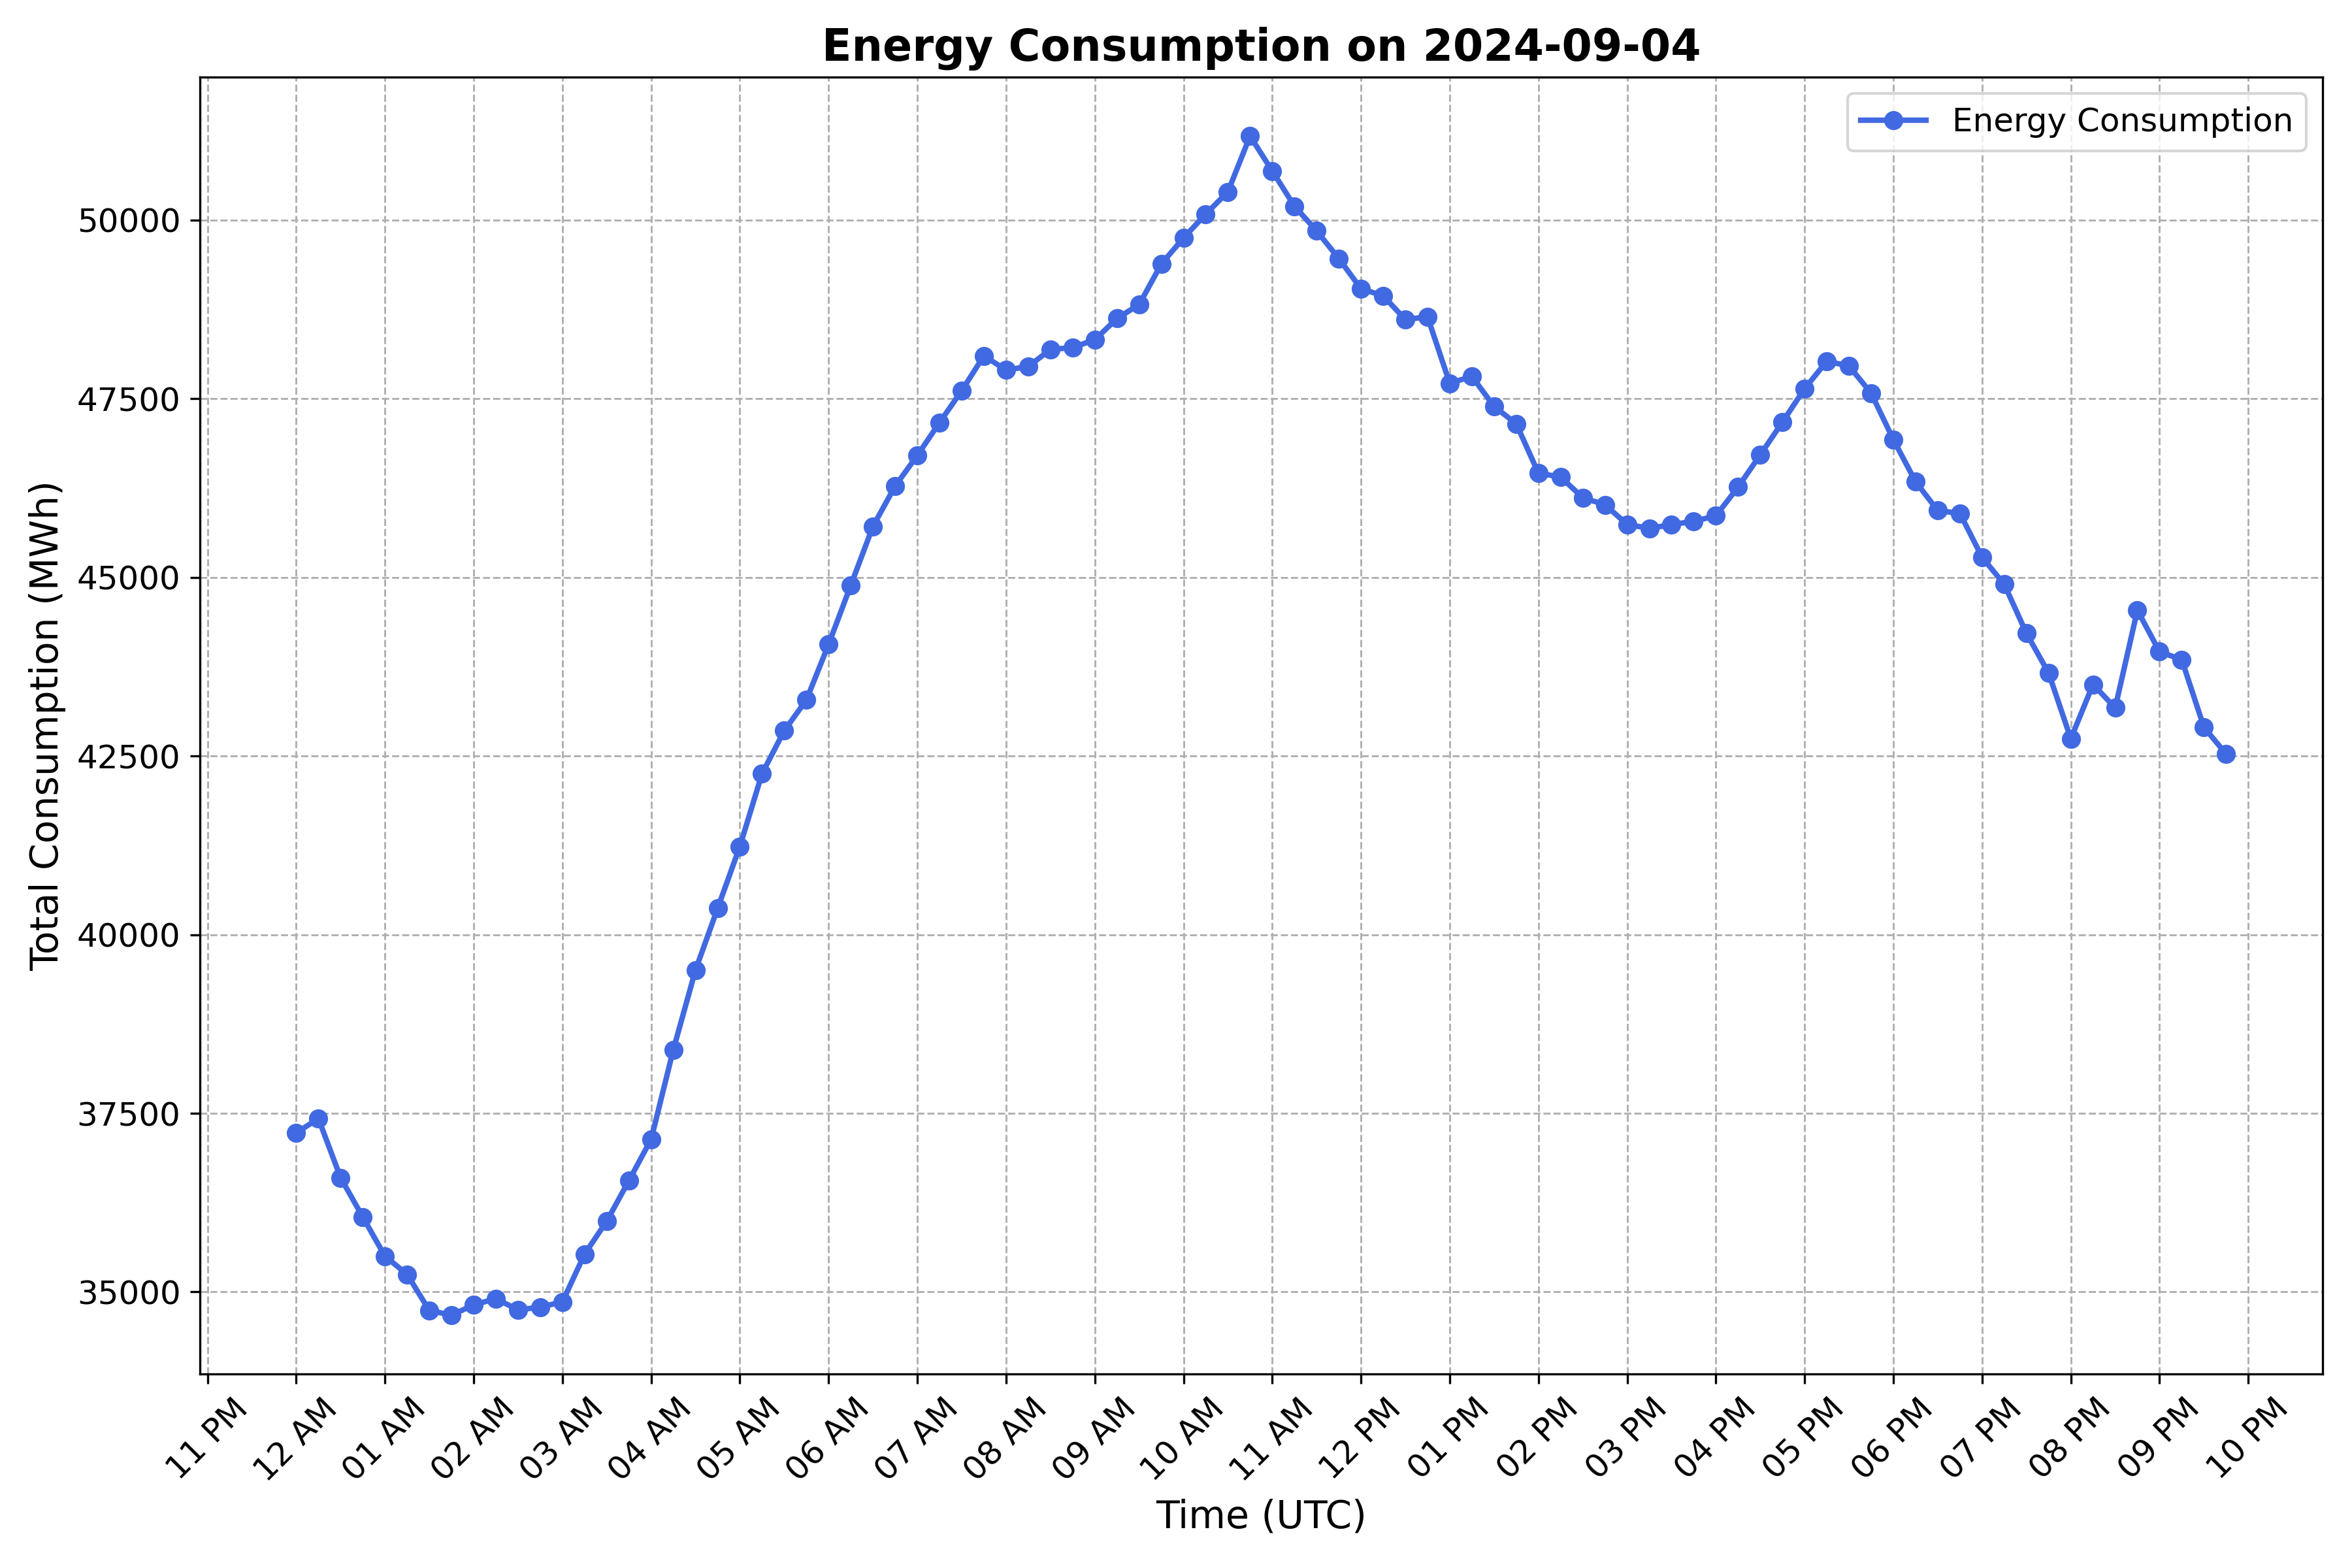 Energy Consumption on 2024-09-04
Energy Consumption
Total Consumption (MWh)
50000
47500
45000
42500
40000
37500
35000
11 PM
12 AM
01 AM
02 AM
03 AM
04 AM
05 AM
06 AM
07 AM
08 AM
09 AM
10 AM
11 AM
12 PM
01 PM
02 PM
03 PM
04 PM
05 PM
06 PM
07 PM
08 PM
09 PM
10 PM
Time (UTC)